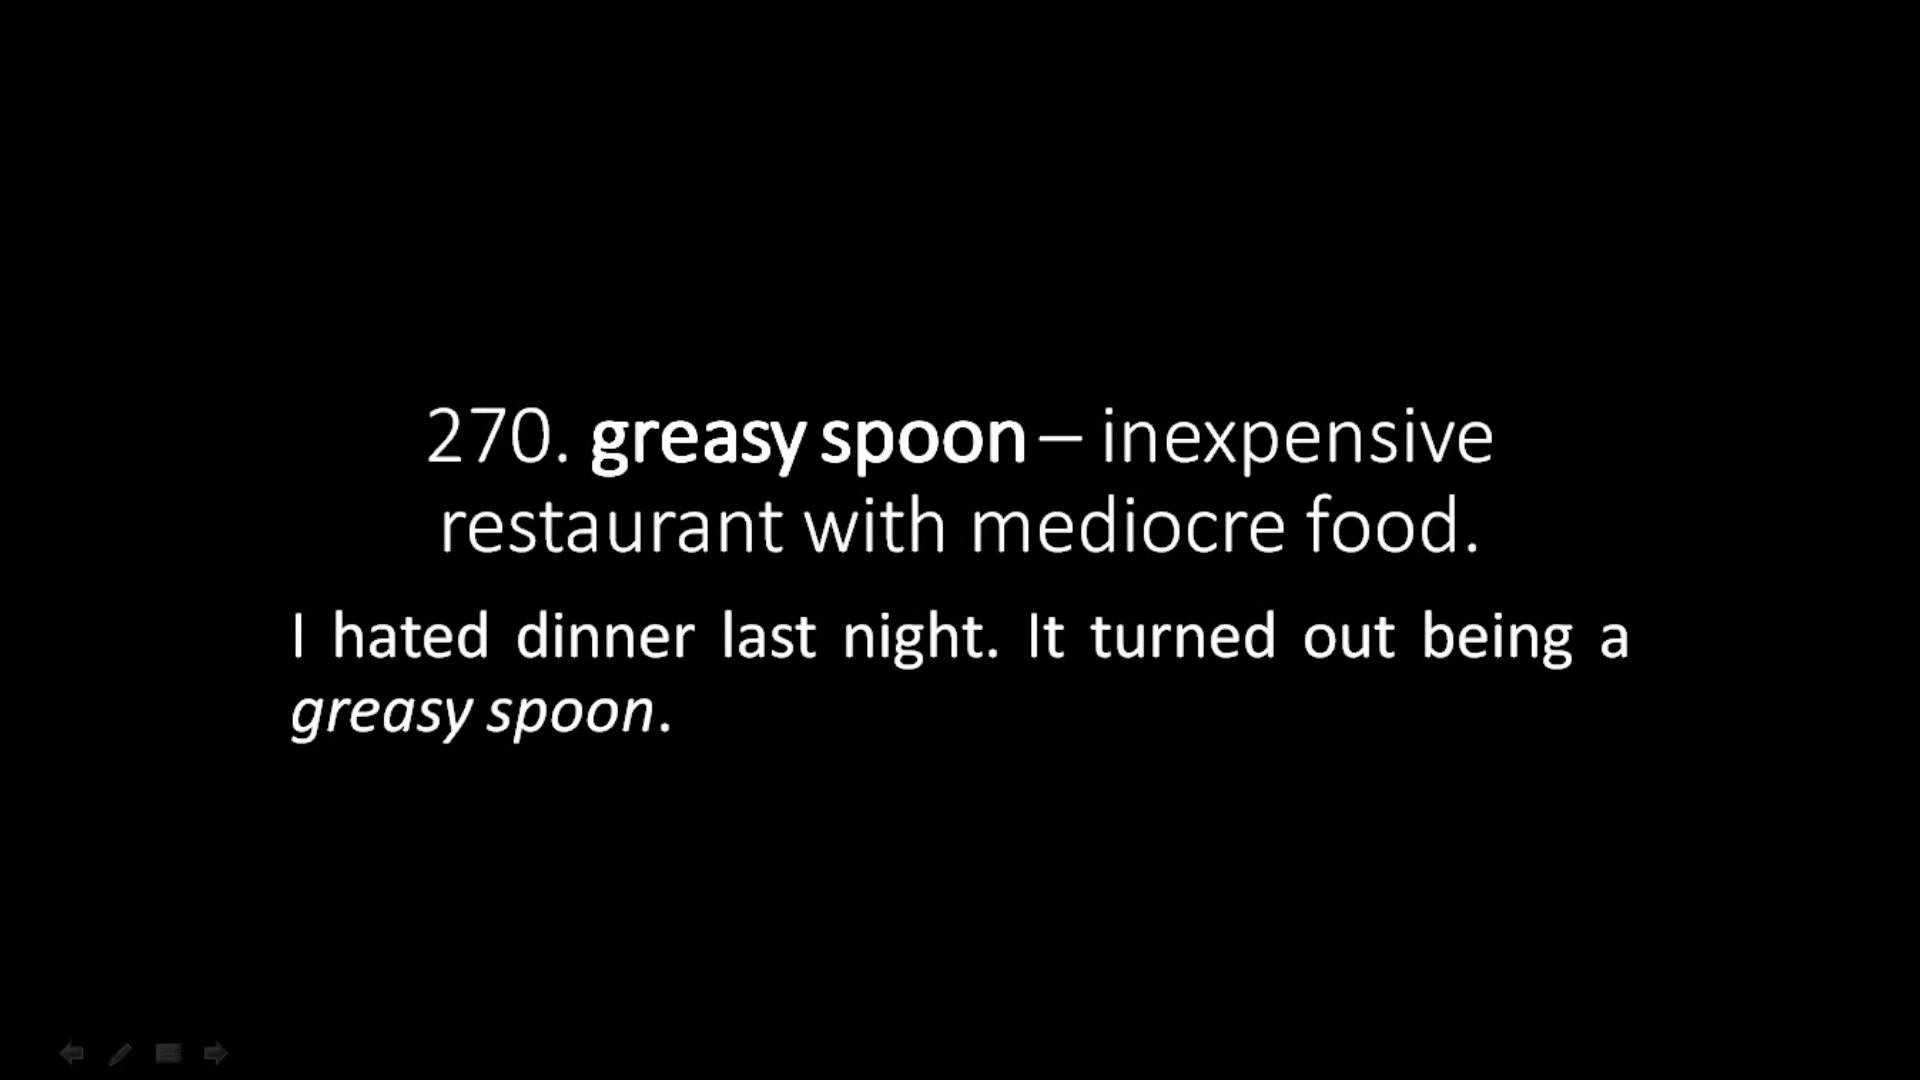 270. greasy spoon – inexpensive
restaurant with mediocre food.
I hated dinner last night. It turned out being a
greasy spoon.